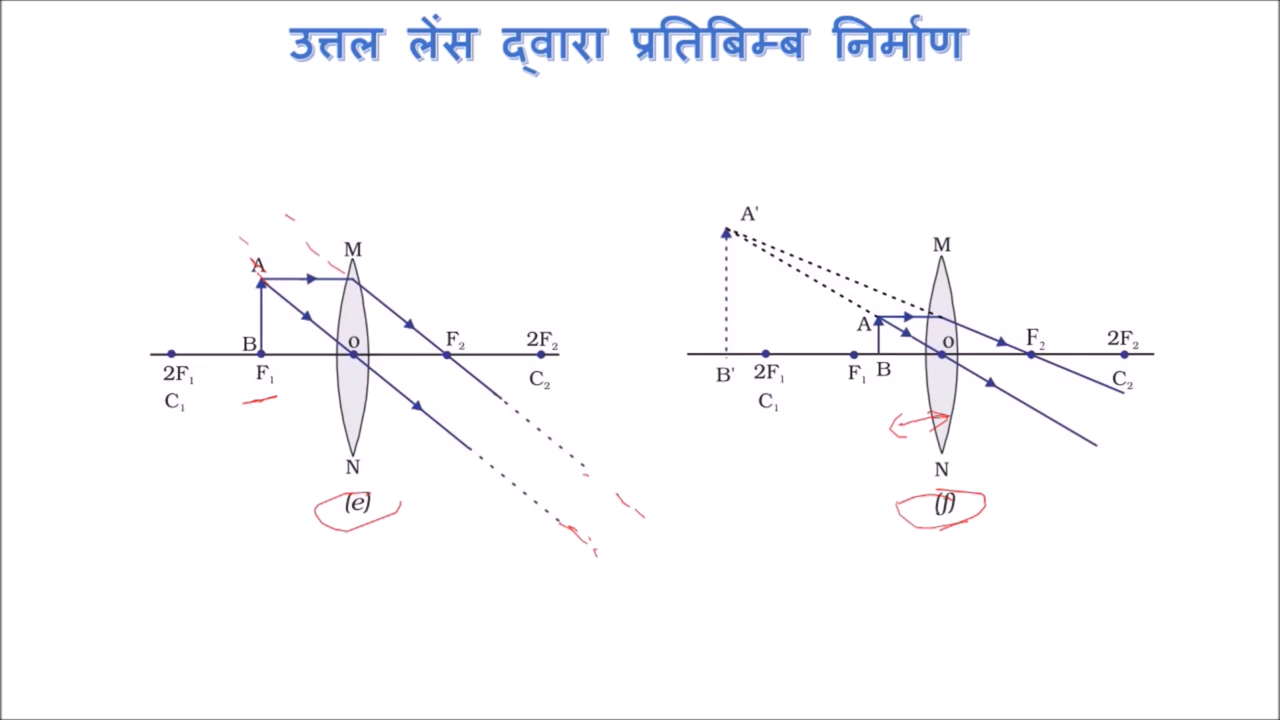 उत्तल लेंस द्वारा प्रतिबिम्ब निर्माण
A
M
B
O
F₂
2F₂
2F₁
F₁
C₂
C₁
N
(e)
A'
M
A
O
F₂
2F₂
B'
2F₁
F₁
B
C₂
C₁
N
(f)